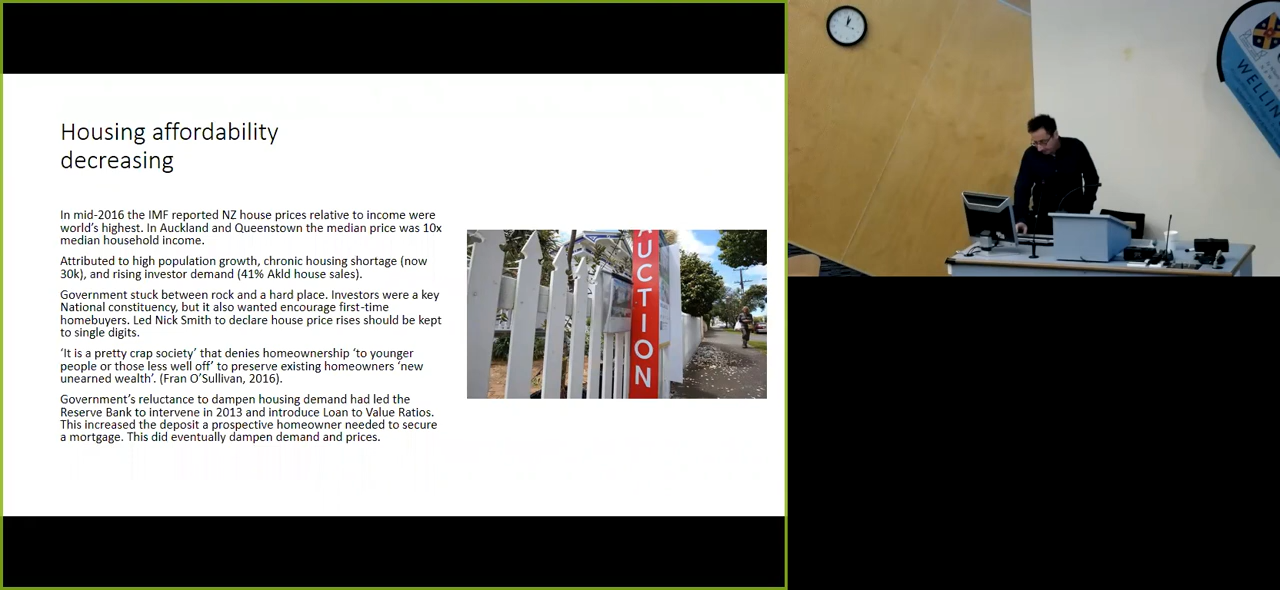 Housing affordability
decreasing
In mid-2016 the IMF reported NZ house prices relative to income were
world's highest. In Auckland and Queenstown the median price was 10x
median household income.
Attributed to high population growth, chronic housing shortage (now
30k), and rising investor demand (41% Akld house sales).
Government stuck between rock and a hard place. Investors were a key
National constituency, but it also wanted encourage first-time
homebuyers. Led Nick Smith to declare house price rises should be kept
to single digits.
'It is a pretty crap society' that denies homeownership 'to younger
people or those less well off' to preserve existing homeowners 'new
unearned wealth'. (Fran O'Sullivan, 2016).
Government's reluctance to dampen housing demand had led the
Reserve Bank to intervene in 2013 and introduce Loan to Value Ratios.
This increased the deposit a prospective homeowner needed to secure
a mortgage. This did eventually dampen demand and prices.
UCTION
WELLIN